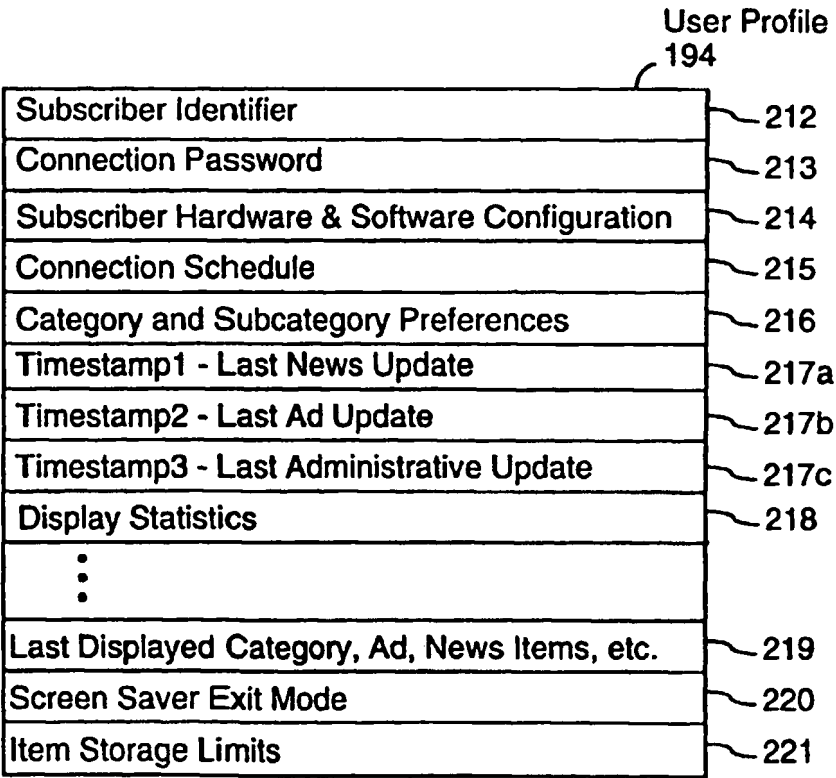 User Profile
194
Subscriber Identifier 212
Connection Password 213
Subscriber Hardware & Software Configuration 214
Connection Schedule 215
Category and Subcategory Preferences 216
Timestamp1 - Last News Update 217a
Timestamp2 - Last Ad Update 217b
Timestamp3 - Last Administrative Update 217c
Display Statistics 218
Last Displayed Category, Ad, News Items, etc. 219
Screen Saver Exit Mode 220
Item Storage Limits 221